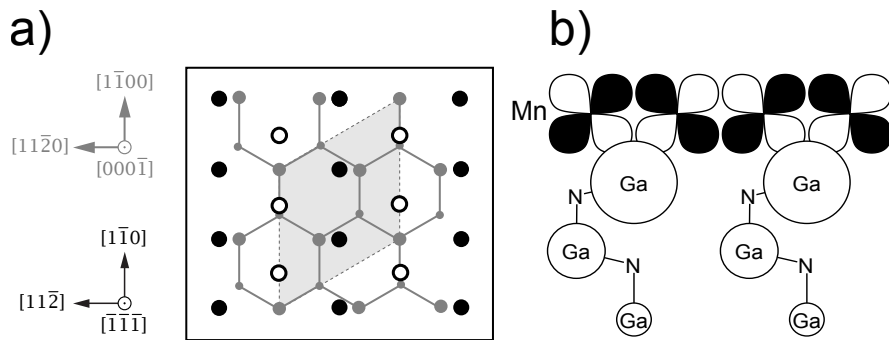 a)
[11̄00]
[112̄0]
[0001̄]
[11̄0]
[112̄]
[1̄1̄1̄]
b)
Mn
Ga Ga
N N
Ga Ga
N N
Ga Ga